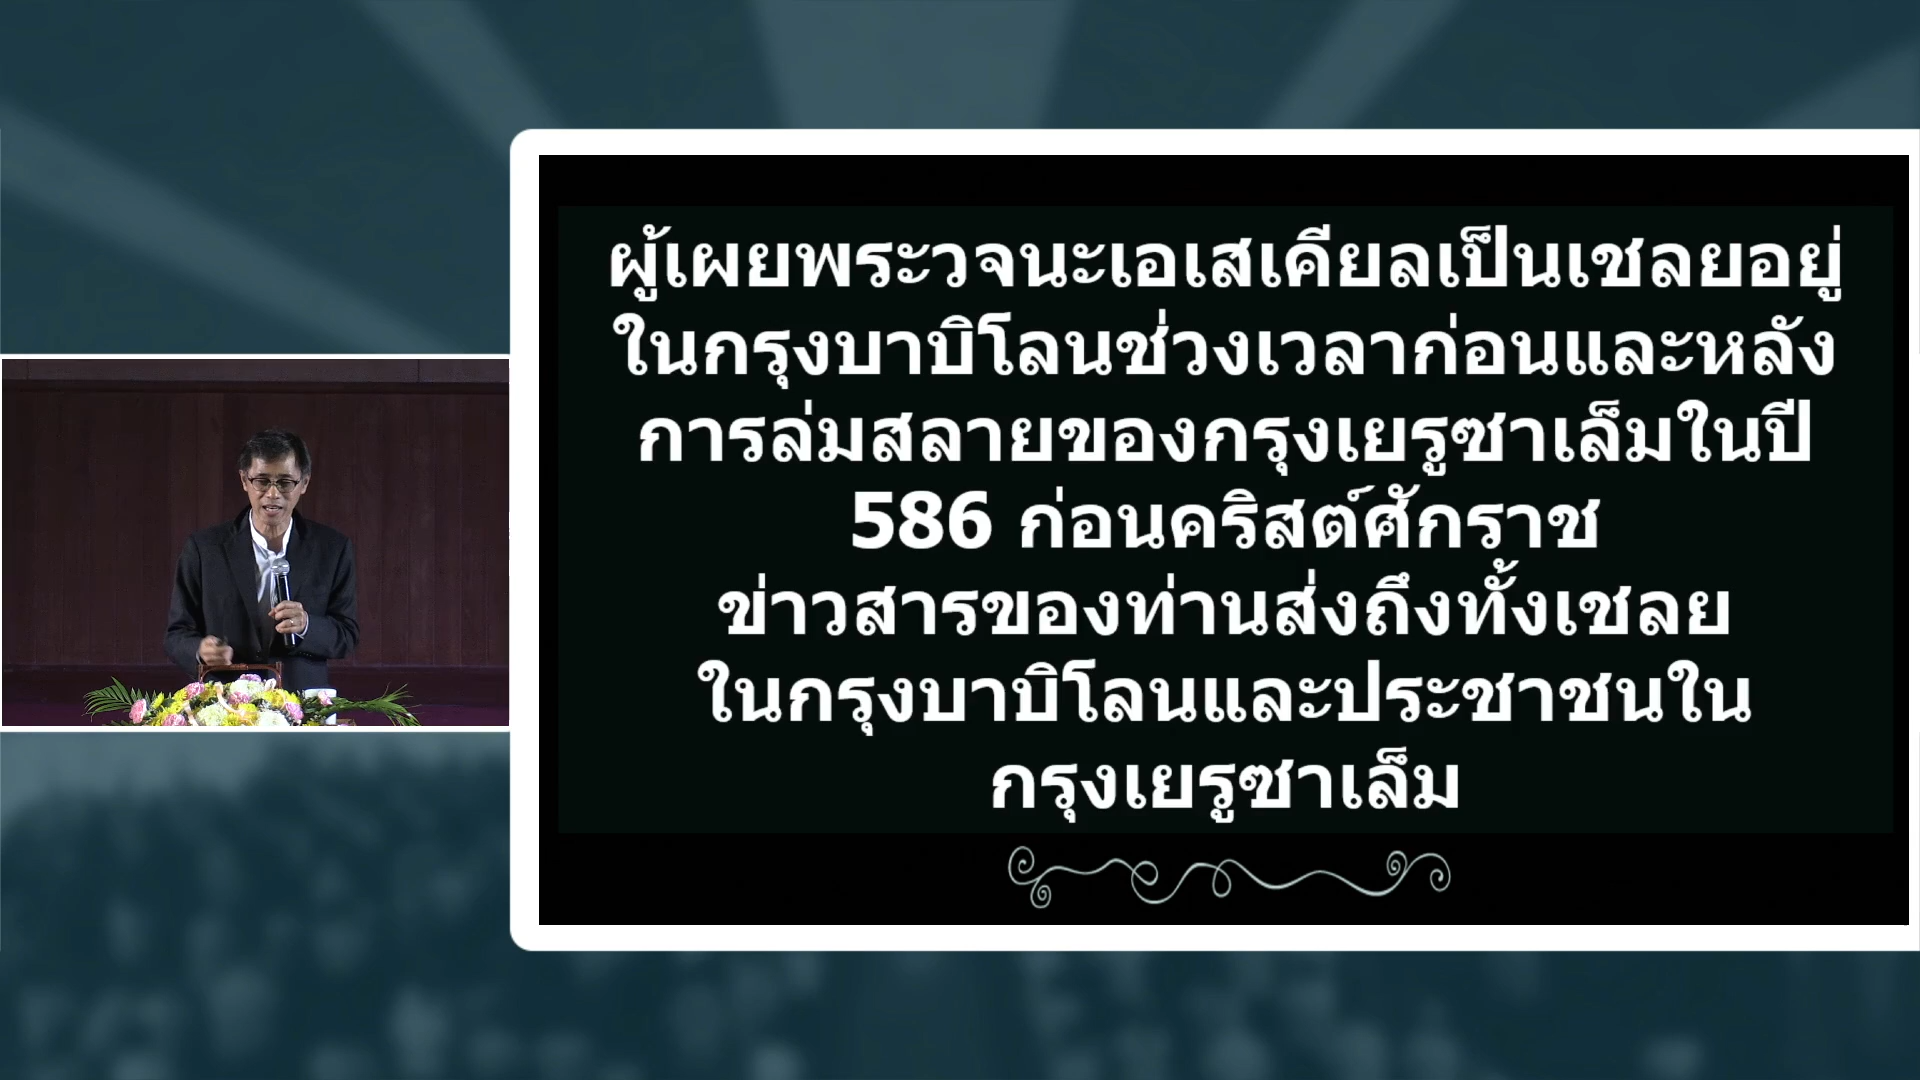 ผู้เผยพระวจนะเอเสเคียลเป็นเชลยอยู่
ในกรุงบาบิโลนช่วงเวลาก่อนและหลัง
การล่มสลายของกรุงเยรูซาเล็มในปี
586 ก่อนคริสต์ศักราช
ข่าวสารของท่านส่งถึงทั้งเชลย
ในกรุงบาบิโลนและประชาชนใน
กรุงเยรูซาเล็ม